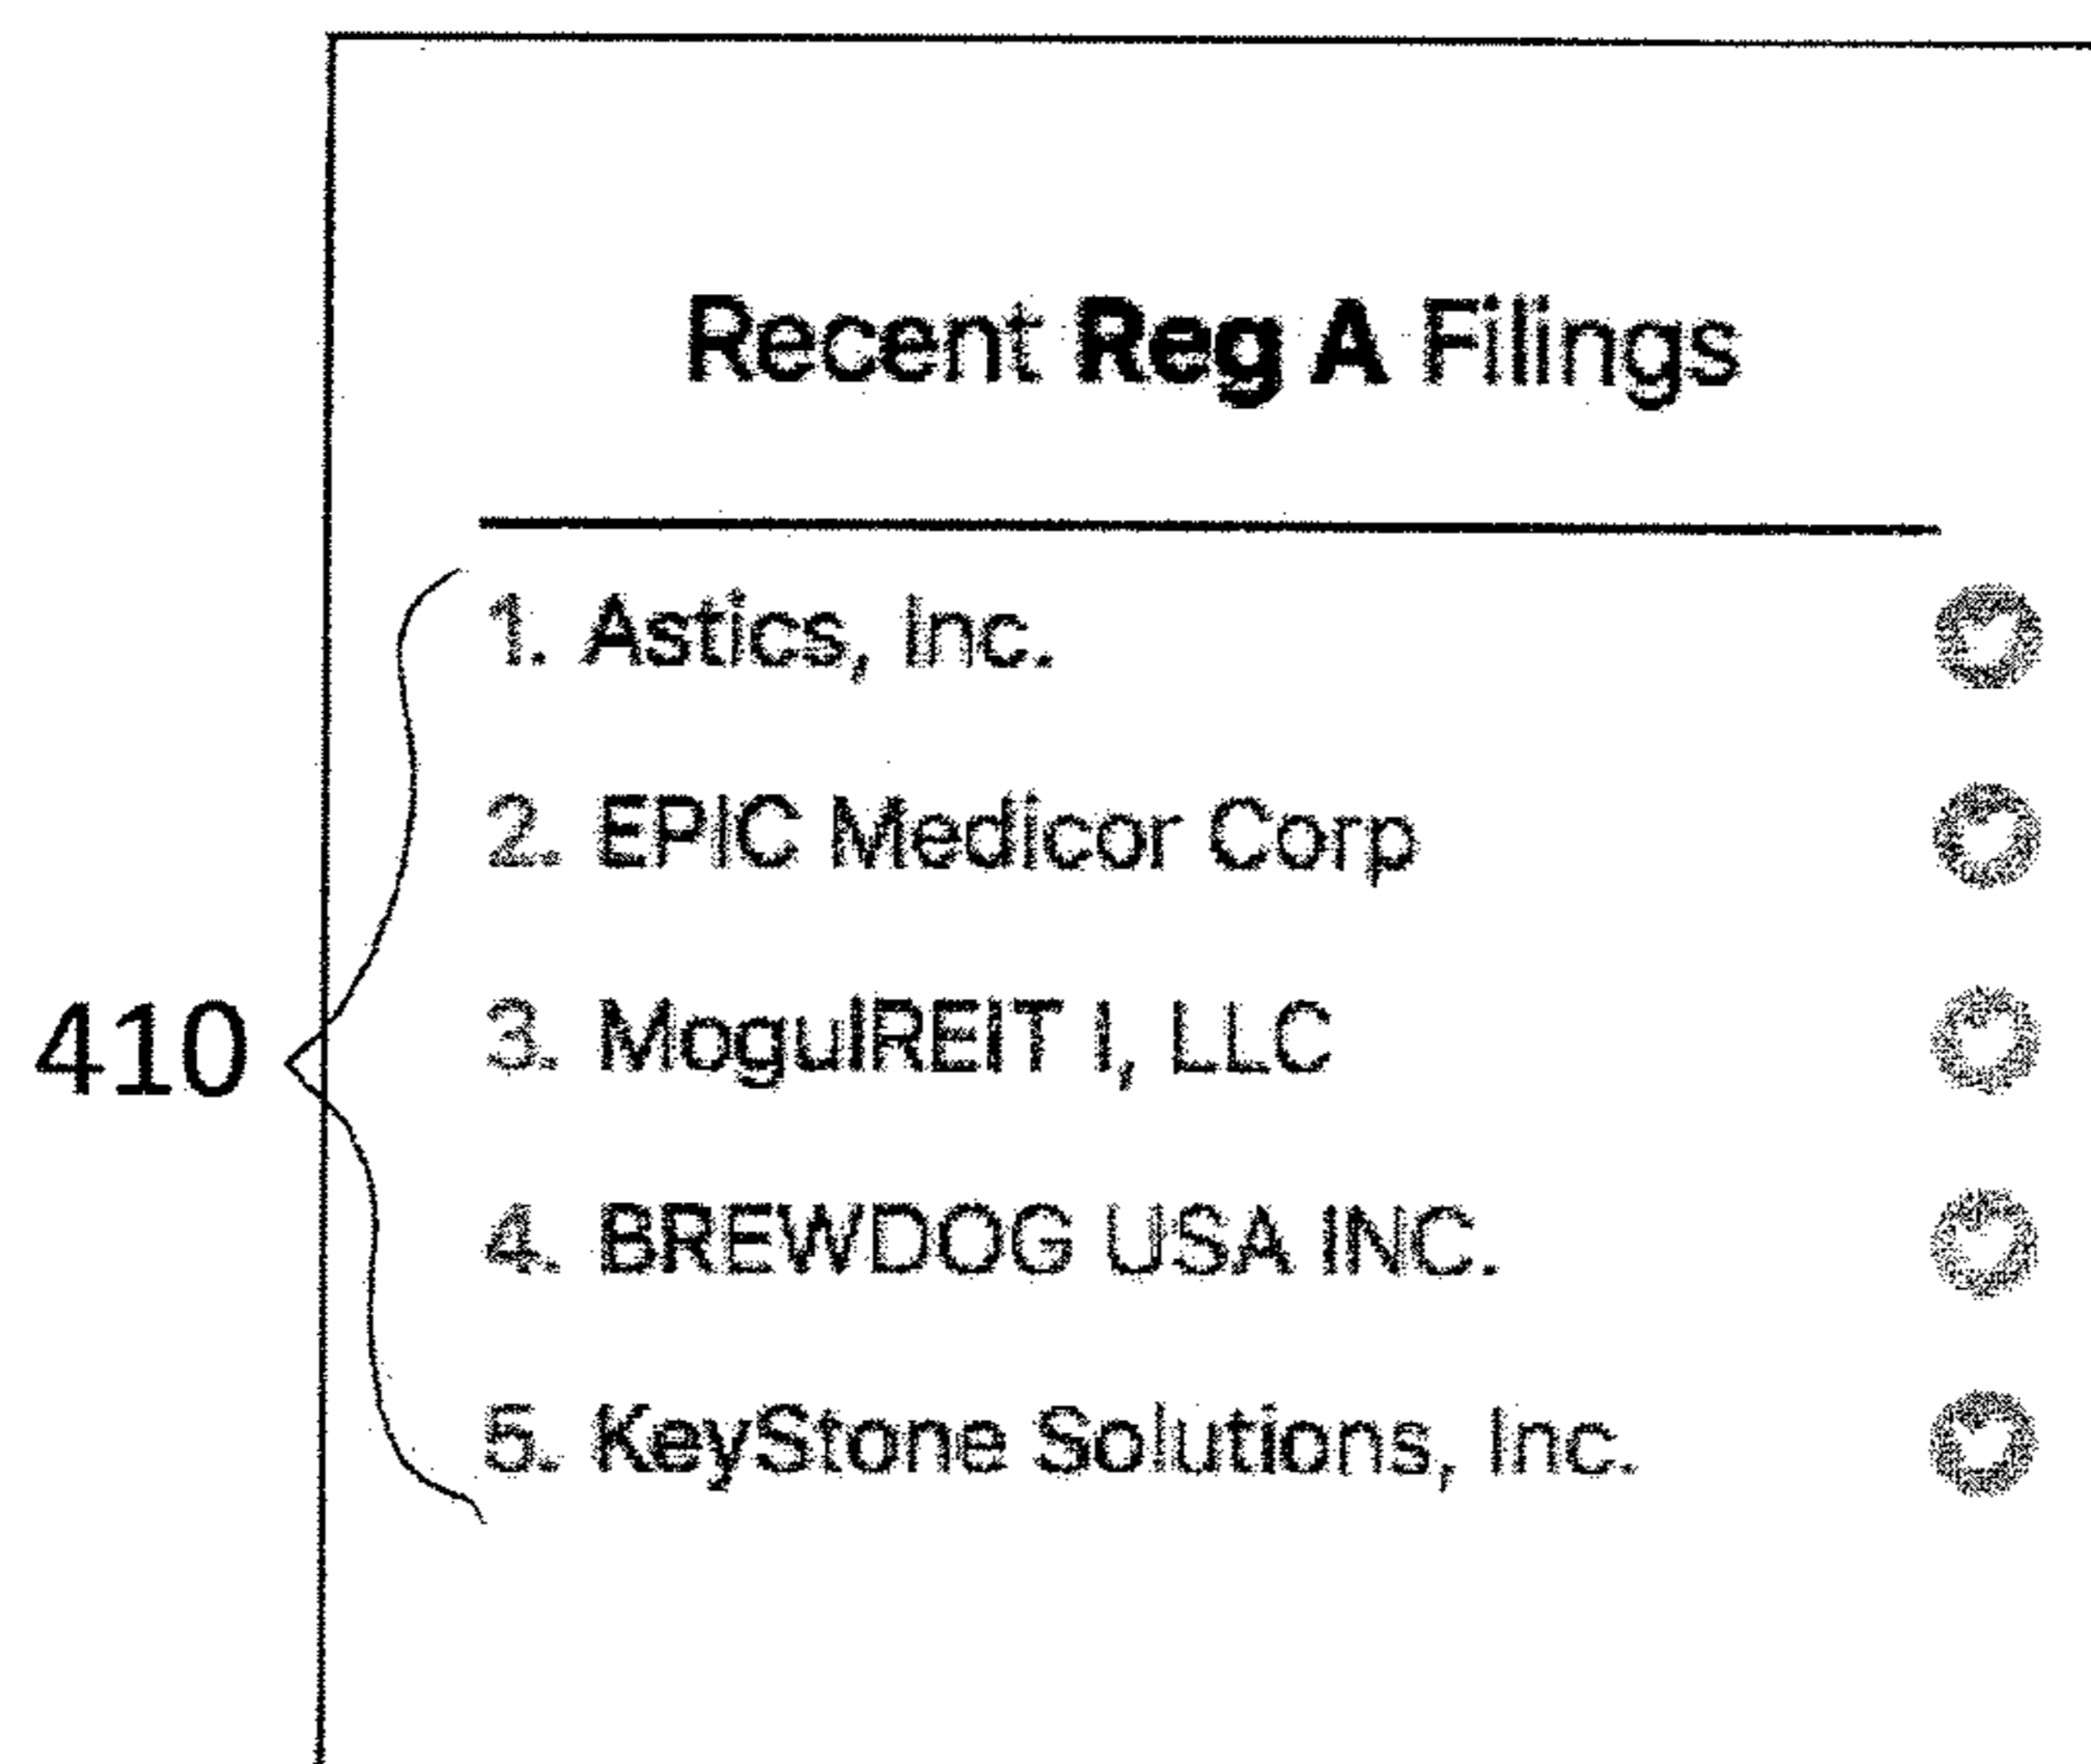 Recent Reg A Filings
1. Astics, Inc.
2. EPIC Medicor Corp
3. MogulREIT I, LLC
410
4. BREWDOG USA INC.
5. KeyStone Solutions, Inc.